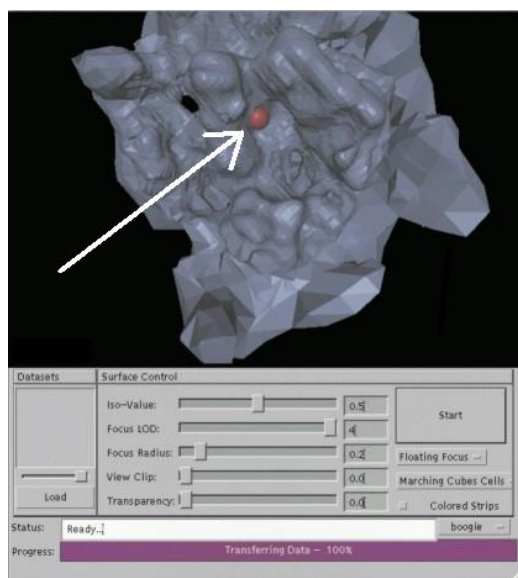 Datasets
Surface Control
Iso-Value:
0.5
Focus LOD:
4
Focus Radius:
0.2
View Clip:
0.0
Transparency:
0.0
Load
Start
Floating Focus
Marching Cubes Cells
Colored Strips
Status:
Ready..
boogie
Progress:
Transferring Data - 100%